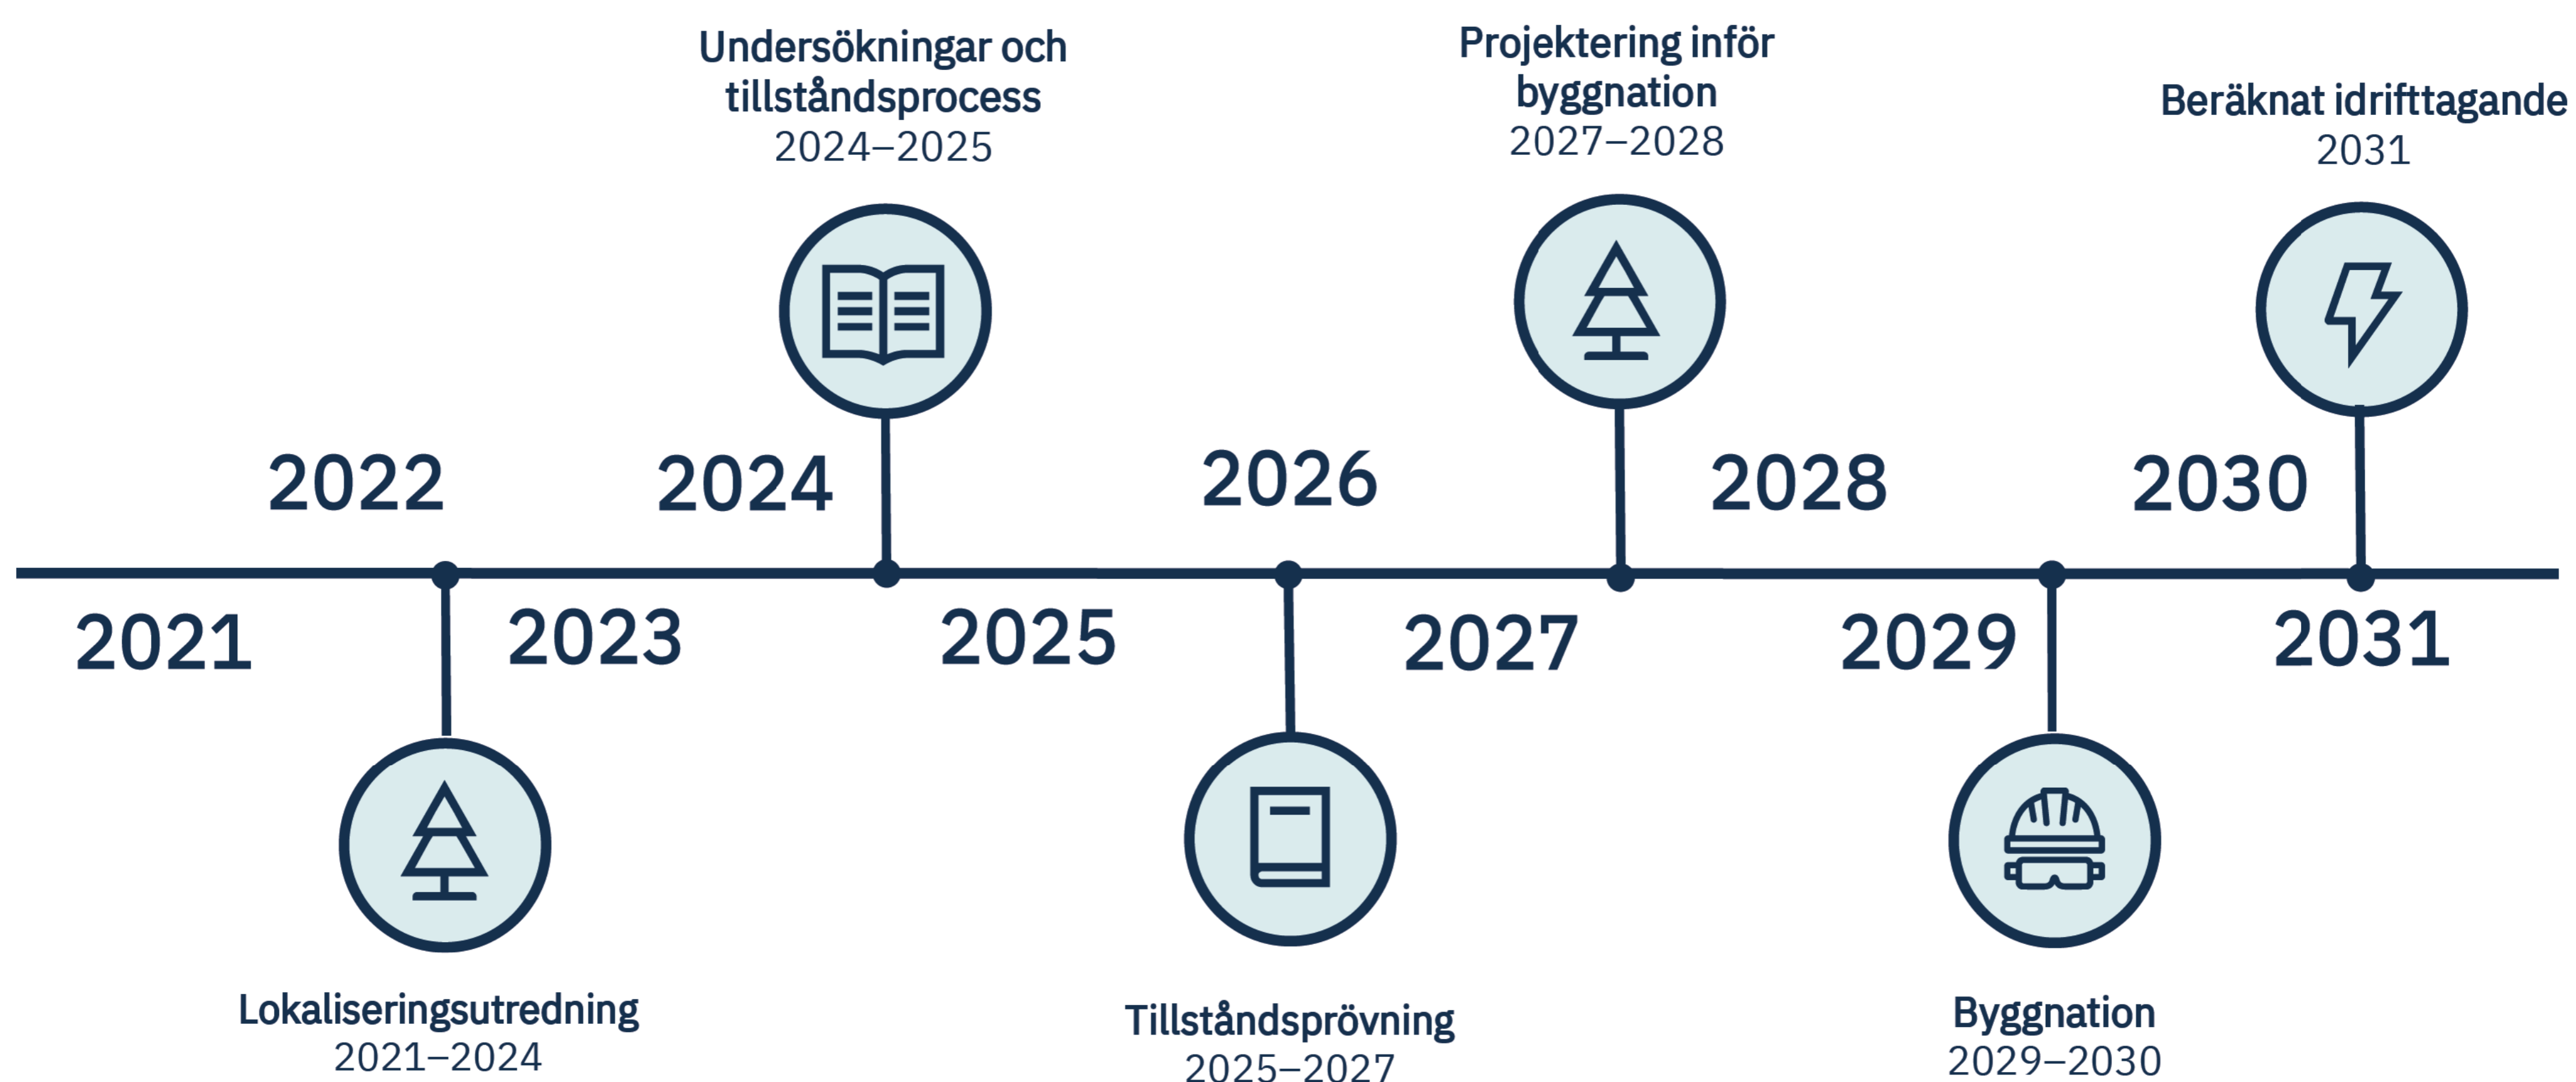 Undersökningar och
tillståndsprocess
2024–2025
Projektering inför
byggnation
2027–2028
Beräknat idrifttagande
2031
2022
2024
2026
2028
2030
2021
2023
2025
2027
2029
2031
Lokaliseringsutredning
2021–2024
Tillståndsprövning
2025–2027
Byggnation
2029–2030